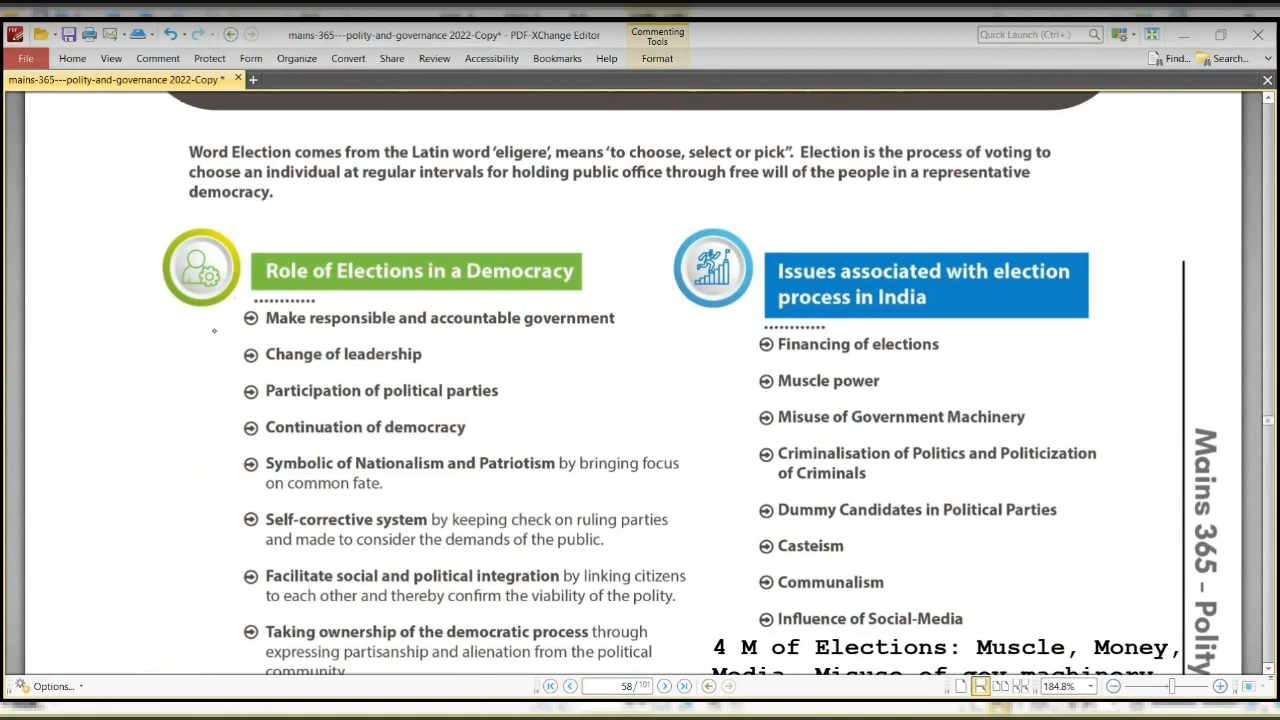 mains-365---polity-and-governance 2022-Copy* - PDF-XChange Editor
Commenting
Tools
Quick Launch (Ctrl+.)
File Home View Comment Protect Form Organize Convert Share Review Accessibility Bookmarks Help Format
Find... Search...
mains-365---polity-and-governance 2022-Copy *
Word Election comes from the Latin word 'eligere', means 'to choose, select or pick". Election is the process of voting to
choose an individual at regular intervals for holding public office through free will of the people in a representative
democracy.
Role of Elections in a Democracy
Make responsible and accountable government
Change of leadership
Participation of political parties
Continuation of democracy
Symbolic of Nationalism and Patriotism by bringing focus
on common fate.
Self-corrective system by keeping check on ruling parties
and made to consider the demands of the public.
Facilitate social and political integration by linking citizens
to each other and thereby confirm the viability of the polity.
Taking ownership of the democratic process through
expressing partisanship and alienation from the political
community.
Issues associated with election
process in India
Financing of elections
Muscle power
Misuse of Government Machinery
Criminalisation of Politics and Politicization
of Criminals
Dummy Candidates in Political Parties
Casteism
Communalism
Influence of Social-Media
4 M of Elections: Muscle, Money,
Media, Misuse of gov machinery
Mains 365 - Polity
Options...
58 / 101
184.8%